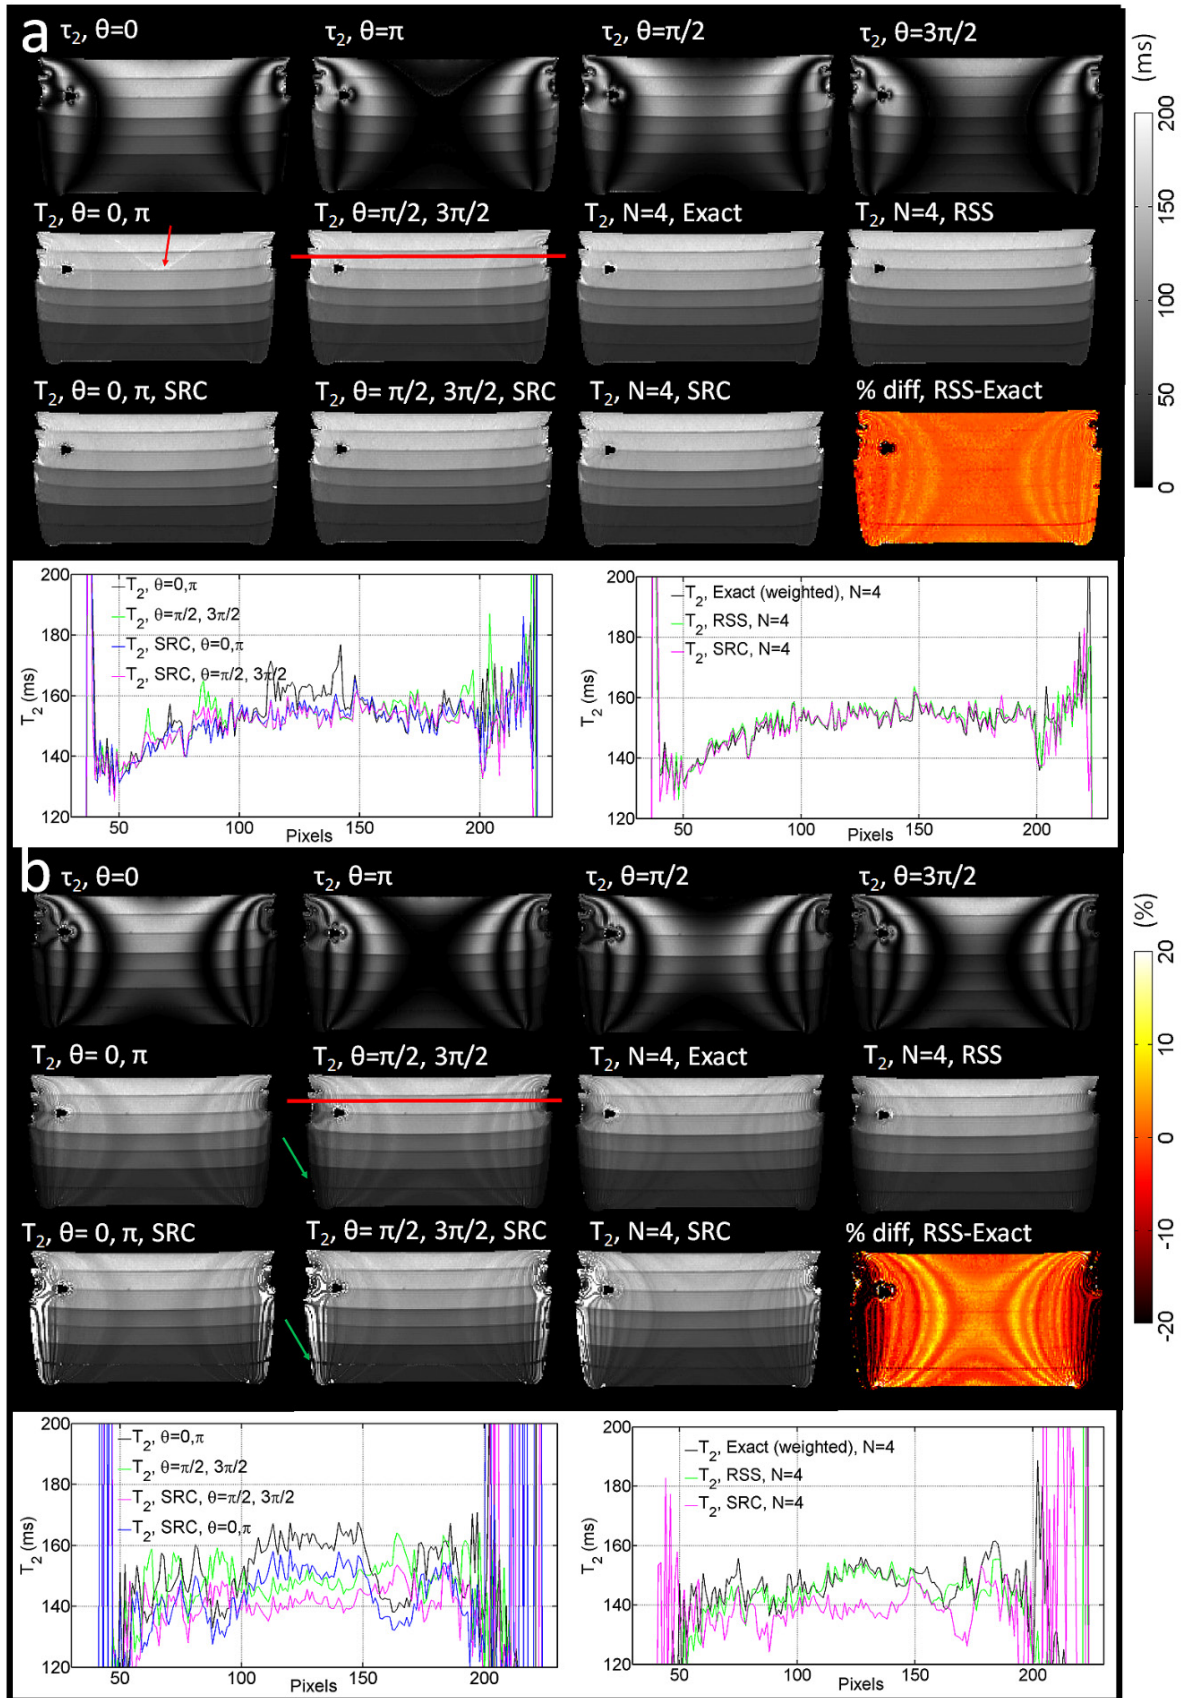 a
τ₂, θ=0
τ₂, θ=π
τ₂, θ=π/2
τ₂, θ=3π/2
(ms)
200
150
100
50
0
T₂, θ= 0, π
T₂, θ=π/2, 3π/2
T₂, N=4, Exact
T₂, N=4, RSS
T₂, θ= 0, π, SRC
T₂, θ= π/2, 3π/2, SRC
T₂, N=4, SRC
% diff, RSS-Exact
200
180
160
140
120
T₂ (ms)
T₂, θ=0,π
T₂, θ=π/2, 3π/2
T₂, SRC, θ=0,π
T₂, SRC, θ=π/2, 3π/2
50
100
150
200
Pixels
200
180
160
140
120
T₂ (ms)
T₂, Exact (weighted), N=4
T₂, RSS, N=4
T₂, SRC, N=4
50
100
150
200
Pixels
b
τ₂, θ=0
τ₂, θ=π
τ₂, θ=π/2
τ₂, θ=3π/2
(%)
20
10
0
-10
-20
T₂, θ= 0, π
T₂, θ=π/2, 3π/2
T₂, N=4, Exact
T₂, N=4, RSS
T₂, θ= 0, π, SRC
T₂, θ= π/2, 3π/2, SRC
T₂, N=4, SRC
% diff, RSS-Exact
200
180
160
140
120
T₂ (ms)
T₂, θ=0,π
T₂, θ=π/2, 3π/2
T₂, SRC, θ=π/2, 3π/2
T₂, SRC, θ=0,π
50
100
150
200
Pixels
200
180
160
140
120
T₂ (ms)
T₂, Exact (weighted), N=4
T₂, RSS, N=4
T₂, SRC, N=4
50
100
150
200
Pixels